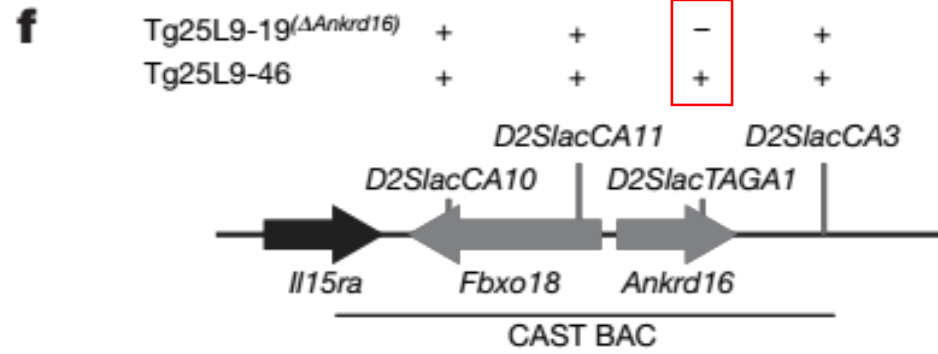 f
Tg25L9-19(ΔAnkrd16) + + − +
Tg25L9-46 + + + +
D2SlacCA11 D2SlacCA3
D2SlacCA10 D2SlacTAGA1
Il15ra Fbxo18 Ankrd16
CAST BAC